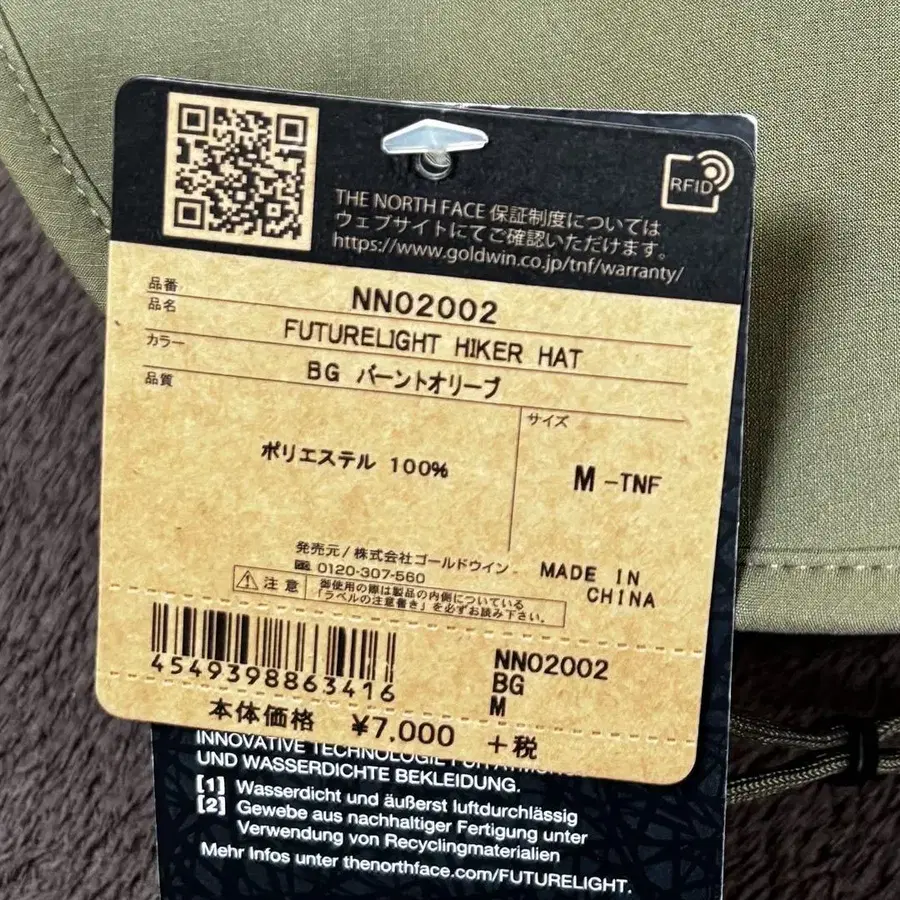 RFID
THE NORTH FACE 保証制度については
ウェブサイトにてご確認いただけます。
https://www.goldwin.co.jp/tnf/warranty/
品番 NN02002
品名 FUTURELIGHT HIKER HAT
カラー BG バーントオリーブ
品質
サイズ
ポリエステル 100%
M -TNF
発売元/株式会社ゴールドウイン
0120-307-560
MADE IN
CHINA
注意
御使用の際は製品の内側についている
「ラベルの注意書き」を必ずお読み下さい。
4549398863416
NN02002
BG
M
本体価格 ¥7,000 +税
INNOVATIVE TECHNOLOGIE FÜR
UND WASSERDICHTE BEKLEIDUNG.
[1] Wasserdicht und äußerst luftdurchlässig
[2] Gewebe aus nachhaltiger Fertigung unter
Verwendung von Recyclingmaterialien
Mehr Infos unter thenorthface.com/FUTURELIGHT.